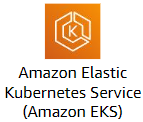 K
Amazon Elastic
Kubernetes Service
(Amazon EKS)